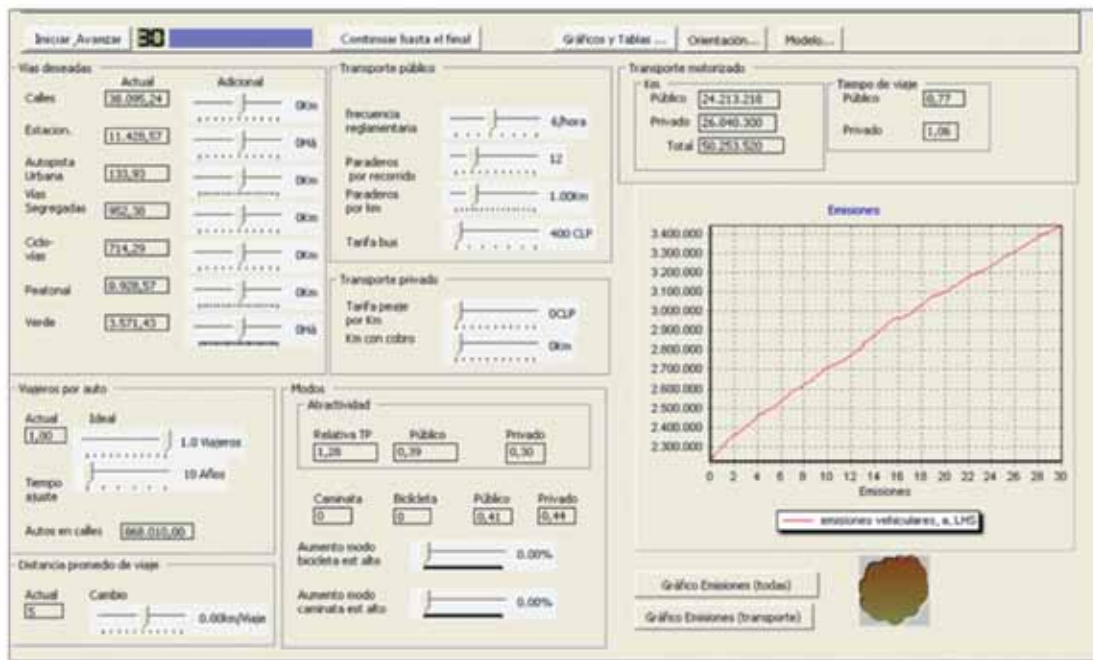 Iniciar ,Avanzar 30 Continuar hasta el final Gráficos y Tablas ... Orientación... Modelo...
Vías deseadas
Actual Adicional
Calles 38.095,24 0Km
Estacion. 11.428,57 0Há
Autopista Urbana 133,93 0Km
Vías Segregadas 952,38 0Km
Ciclo-vías 714,29 0Km
Peatonal 8.928,57 0Km
Verde 3.571,43 0Há
Transporte público
frecuencia reglamentaria 6/hora
Paraderos por recorrido 12
Paraderos por km 1.00Km
Tarifa bus 400 CLP
Transporte privado
Tarifa peaje por Km 0CLP
Km con cobro 0Km
Transporte motorizado
Km
Público 24.213.218
Privado 26.040.300
Total 50.253.520
Tiempo de viaje
Público 0,77
Privado 1,06
Emisiones
3.400.000
3.300.000
3.200.000
3.100.000
3.000.000
2.900.000
2.800.000
2.700.000
2.600.000
2.500.000
2.400.000
2.300.000
0 2 4 6 8 10 12 14 16 18 20 22 24 26 28 30
Emisiones
emisiones vehiculares, e, LHS
Viajeros por auto
Actual Ideal
1,00 1.0 Viajeros
Tiempo ajuste 10 Años
Autos en calles 868.010,00
Distancia promedio de viaje
Actual Cambio
5 0.00km/Viaje
Modos
Atractividad
Relativa TP Público Privado
1,28 0,39 0,30
Caminata Bicicleta Público Privado
0 0 0,41 0,44
Aumento modo bicicleta est alto 0.00%
Aumento modo caminata est alto 0.00%
Gráfico Emisiones (todas)
Gráfico Emisiones (transporte)